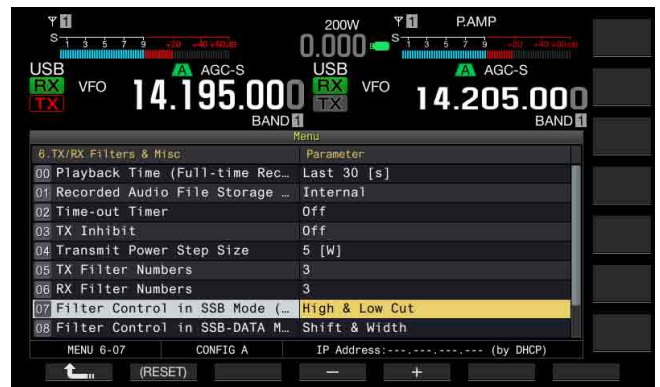 1 200W 1 P.AMP
S 1 3 5 7 9 +20 +40 +60dB 0.000 S 1 3 5 7 9 +20 +40 +60dB
USB A AGC-S USB A AGC-S
RX VFO RX VFO
TX 14.195.000 TX 14.205.000
BAND 1 BAND 1
Menu
6.TX/RX Filters & Misc Parameter
00 Playback Time (Full-time Rec… Last 30 [s]
01 Recorded Audio File Storage … Internal
02 Time-out Timer Off
03 TX Inhibit Off
04 Transmit Power Step Size 5 [W]
05 TX Filter Numbers 3
06 RX Filter Numbers 3
07 Filter Control in SSB Mode (… High & Low Cut
08 Filter Control in SSB-DATA M… Shift & Width
MENU 6-07 CONFIG A IP Address:---.---.---.--- (by DHCP)
(RESET) − +